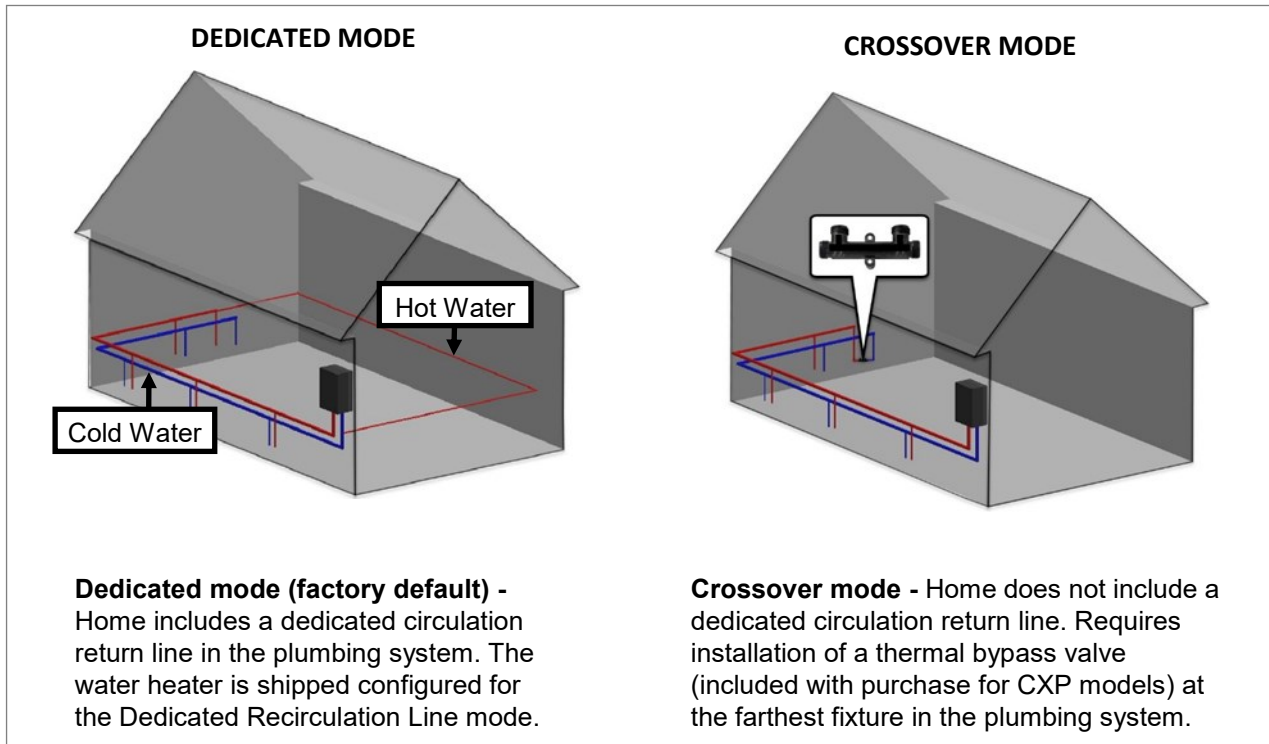 DEDICATED MODE
CROSSOVER MODE
Hot Water
Cold Water
Dedicated mode (factory default) -
Home includes a dedicated circulation
return line in the plumbing system. The
water heater is shipped configured for
the Dedicated Recirculation Line mode.
Crossover mode - Home does not include a
dedicated circulation return line. Requires
installation of a thermal bypass valve
(included with purchase for CXP models) at
the farthest fixture in the plumbing system.